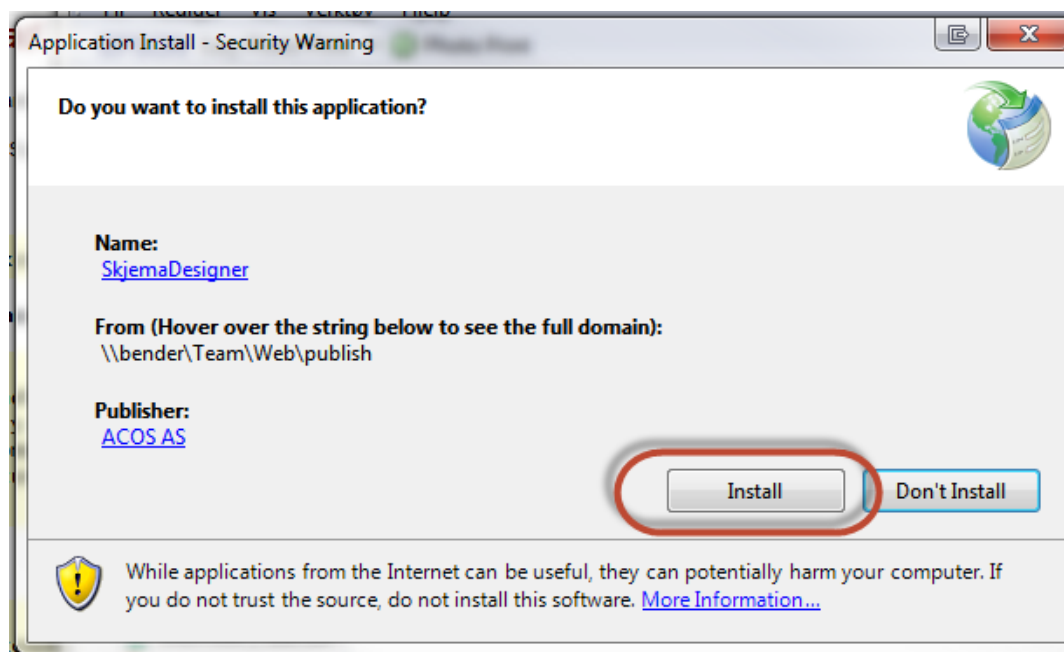 Application Install - Security Warning
Do you want to install this application?
Name:
SkjemaDesigner
From (Hover over the string below to see the full domain):
\\bender\Team\Web\publish
Publisher:
ACOS AS
Install
Don't Install
While applications from the Internet can be useful, they can potentially harm your computer. If
you do not trust the source, do not install this software. More Information...